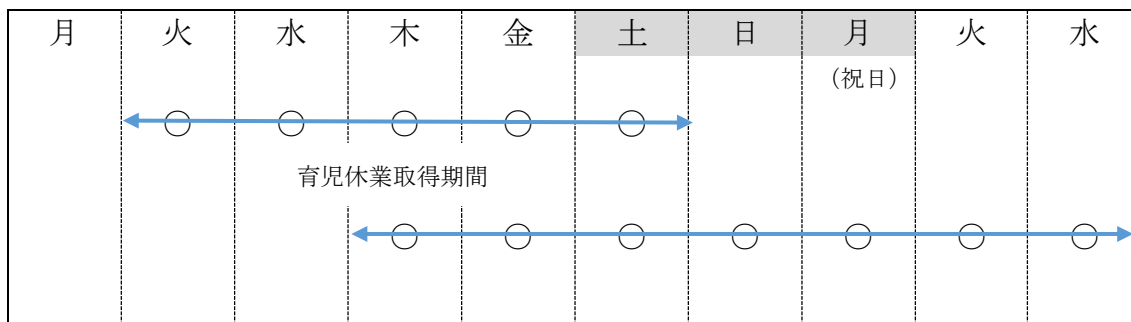 月 火 水 木 金 土 日 月 火 水
(祝日)
育児休業取得期間